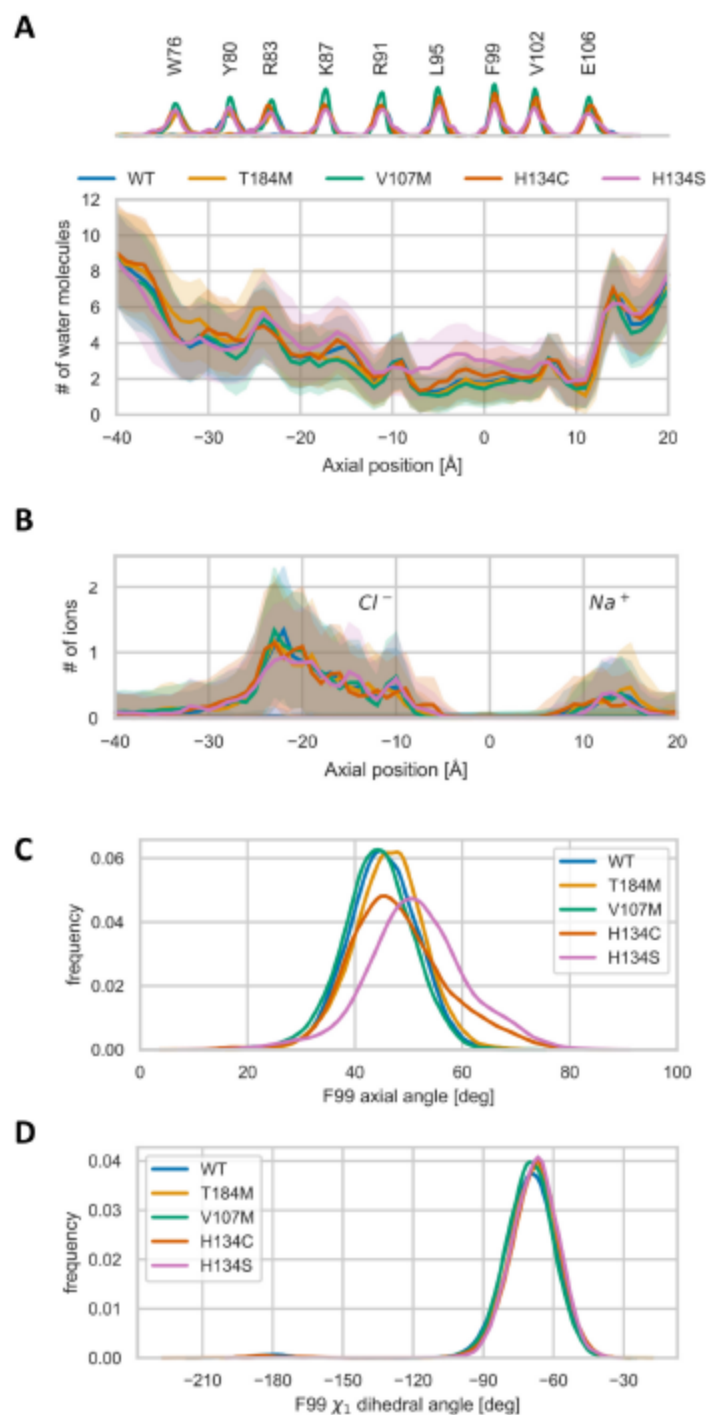 A
W76 Y80 R83 K87 R91 L95 F99 V102 E106
WT T184M V107M H134C H134S
12
10
8
6
4
2
0
# of water molecules
−40 −30 −20 −10 0 10 20
Axial position [Å]
B
2
1
0
# of ions
Cl⁻ Na⁺
−40 −30 −20 −10 0 10 20
Axial position [Å]
C
0.06
0.04
0.02
0.00
frequency
WT
T184M
V107M
H134C
H134S
0 20 40 60 80 100
F99 axial angle [deg]
D
0.04
0.03
0.02
0.01
0.00
frequency
WT
T184M
V107M
H134C
H134S
−210 −180 −150 −120 −90 −60 −30
F99 χ₁ dihedral angle [deg]